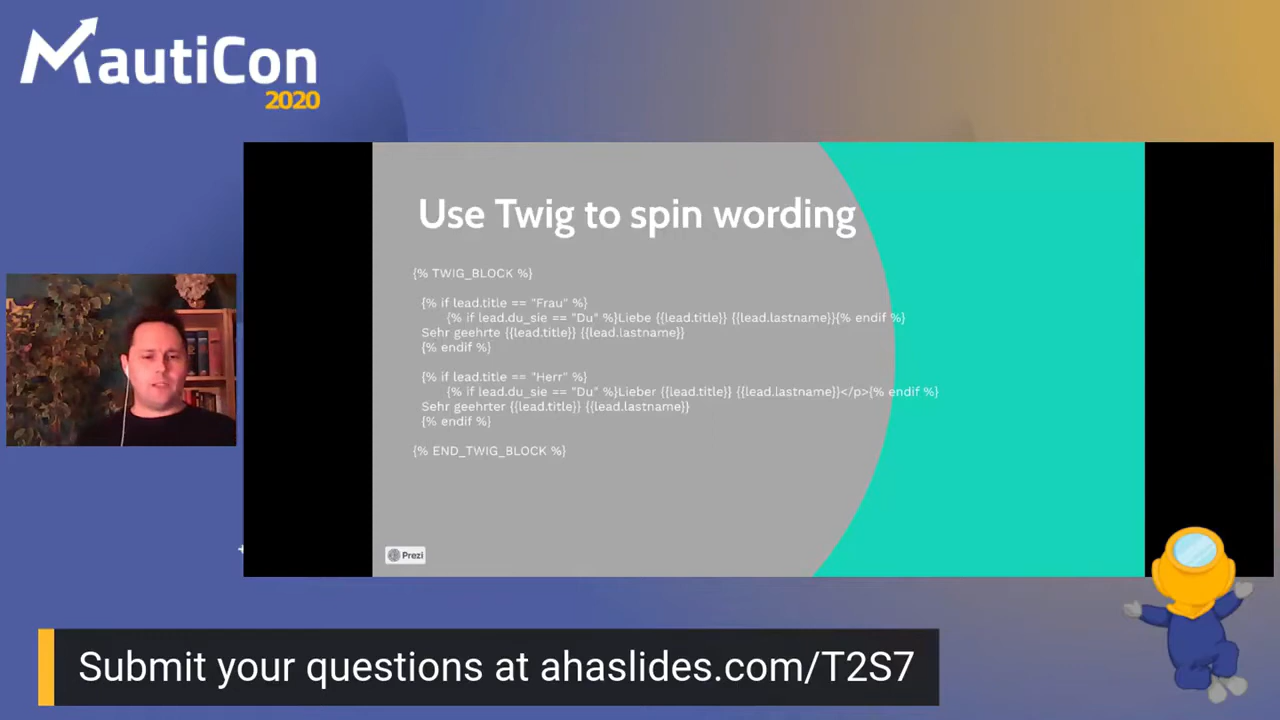 MautiCon
2020
Use Twig to spin wording
{% TWIG_BLOCK %}
{% if lead.title == "Frau" %}
{% if lead.du_sie == "Du" %}Liebe {{lead.title}} {{lead.lastname}}{% endif %}
Sehr geehrte {{lead.title}} {{lead.lastname}}
{% endif %}
{% if lead.title == "Herr" %}
{% if lead.du_sie == "Du" %}Lieber {{lead.title}} {{lead.lastname}}</p>{% endif %}
Sehr geehrter {{lead.title}} {{lead.lastname}}
{% endif %}
{% END_TWIG_BLOCK %}
Prezi
Submit your questions at ahaslides.com/T2S7